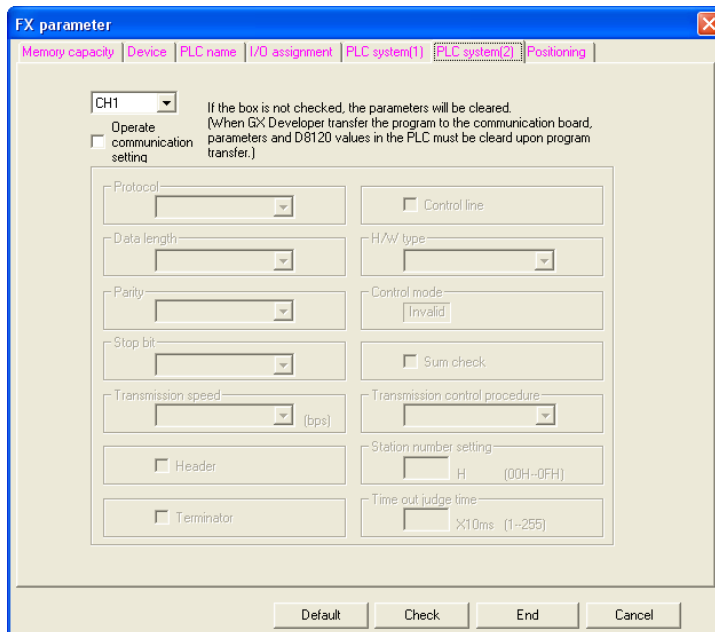 FX parameter
Memory capacity Device PLC name I/O assignment PLC system(1) PLC system(2) Positioning
CH1
If the box is not checked, the parameters will be cleared.
(When GX Developer transfer the program to the communication board,
parameters and D8120 values in the PLC must be cleard upon program
transfer.)
Operate
communication
setting
Protocol
Control line
Data length
H/W type
Parity
Control mode
Invalid
Stop bit
Sum check
Transmission speed
(bps)
Transmission control procedure
Header
Station number setting
H (00H--0FH)
Terminator
Time out judge time
X10ms (1--255)
Default Check End Cancel